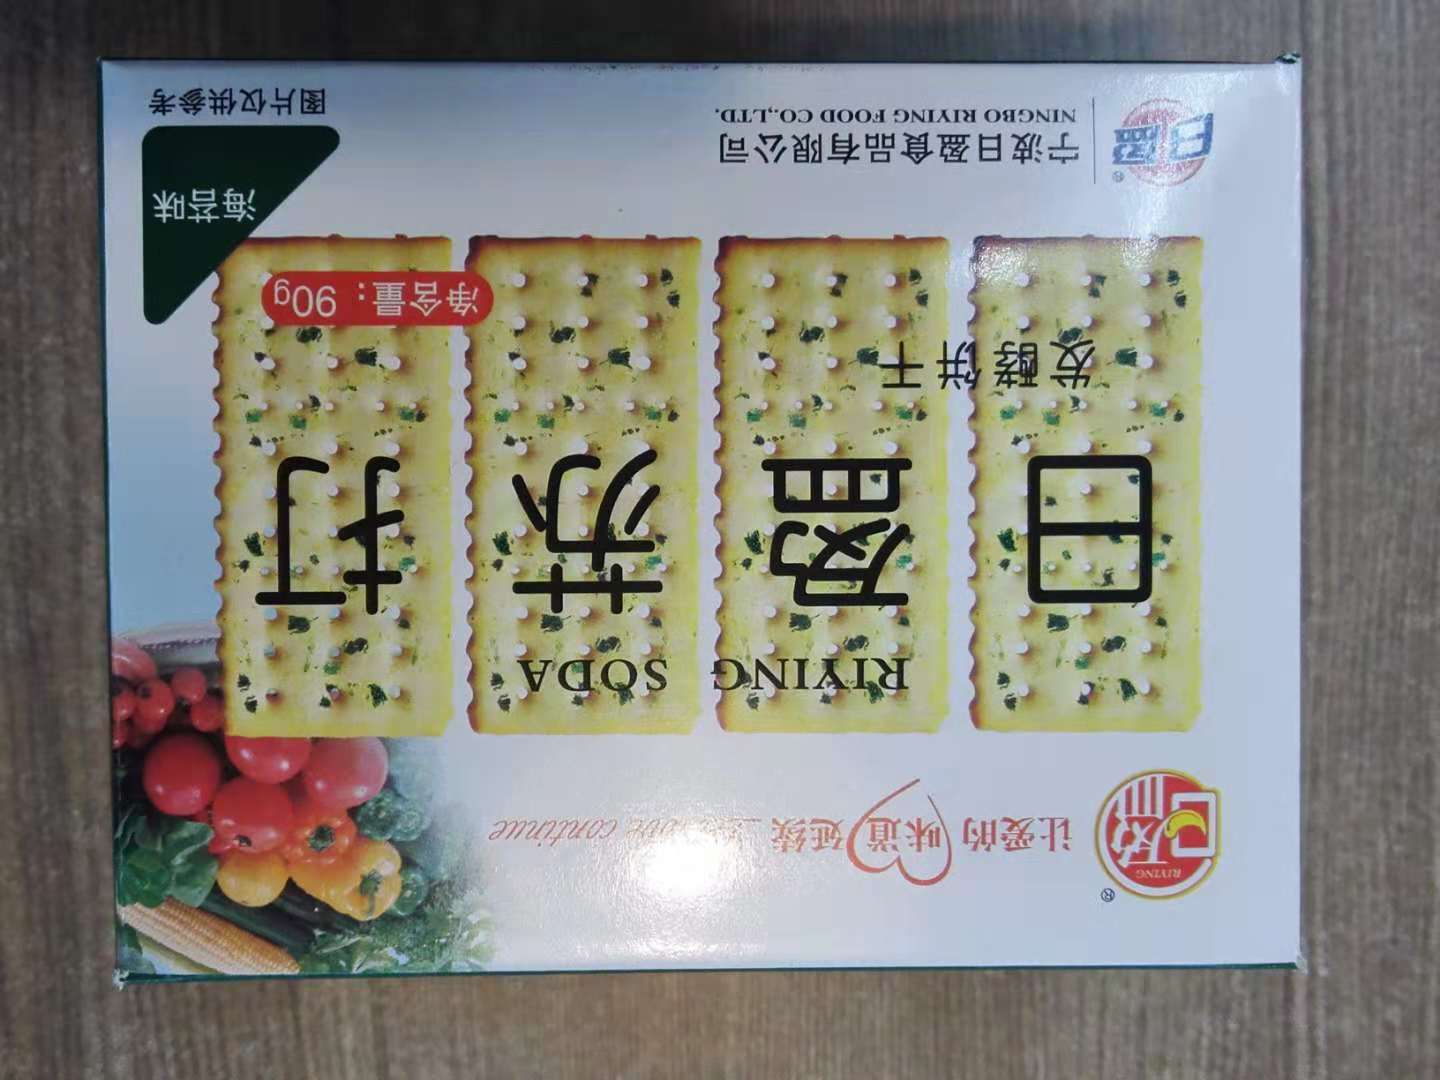 日盈
RIYING
®
让爱的味道延续 love continue
RIYING SODA
日盈苏打
发酵饼干
净含量：90g
海苔味
日盈
®
宁波日盈食品有限公司
NINGBO RIYING FOOD CO.,LTD.
图片仅供参考